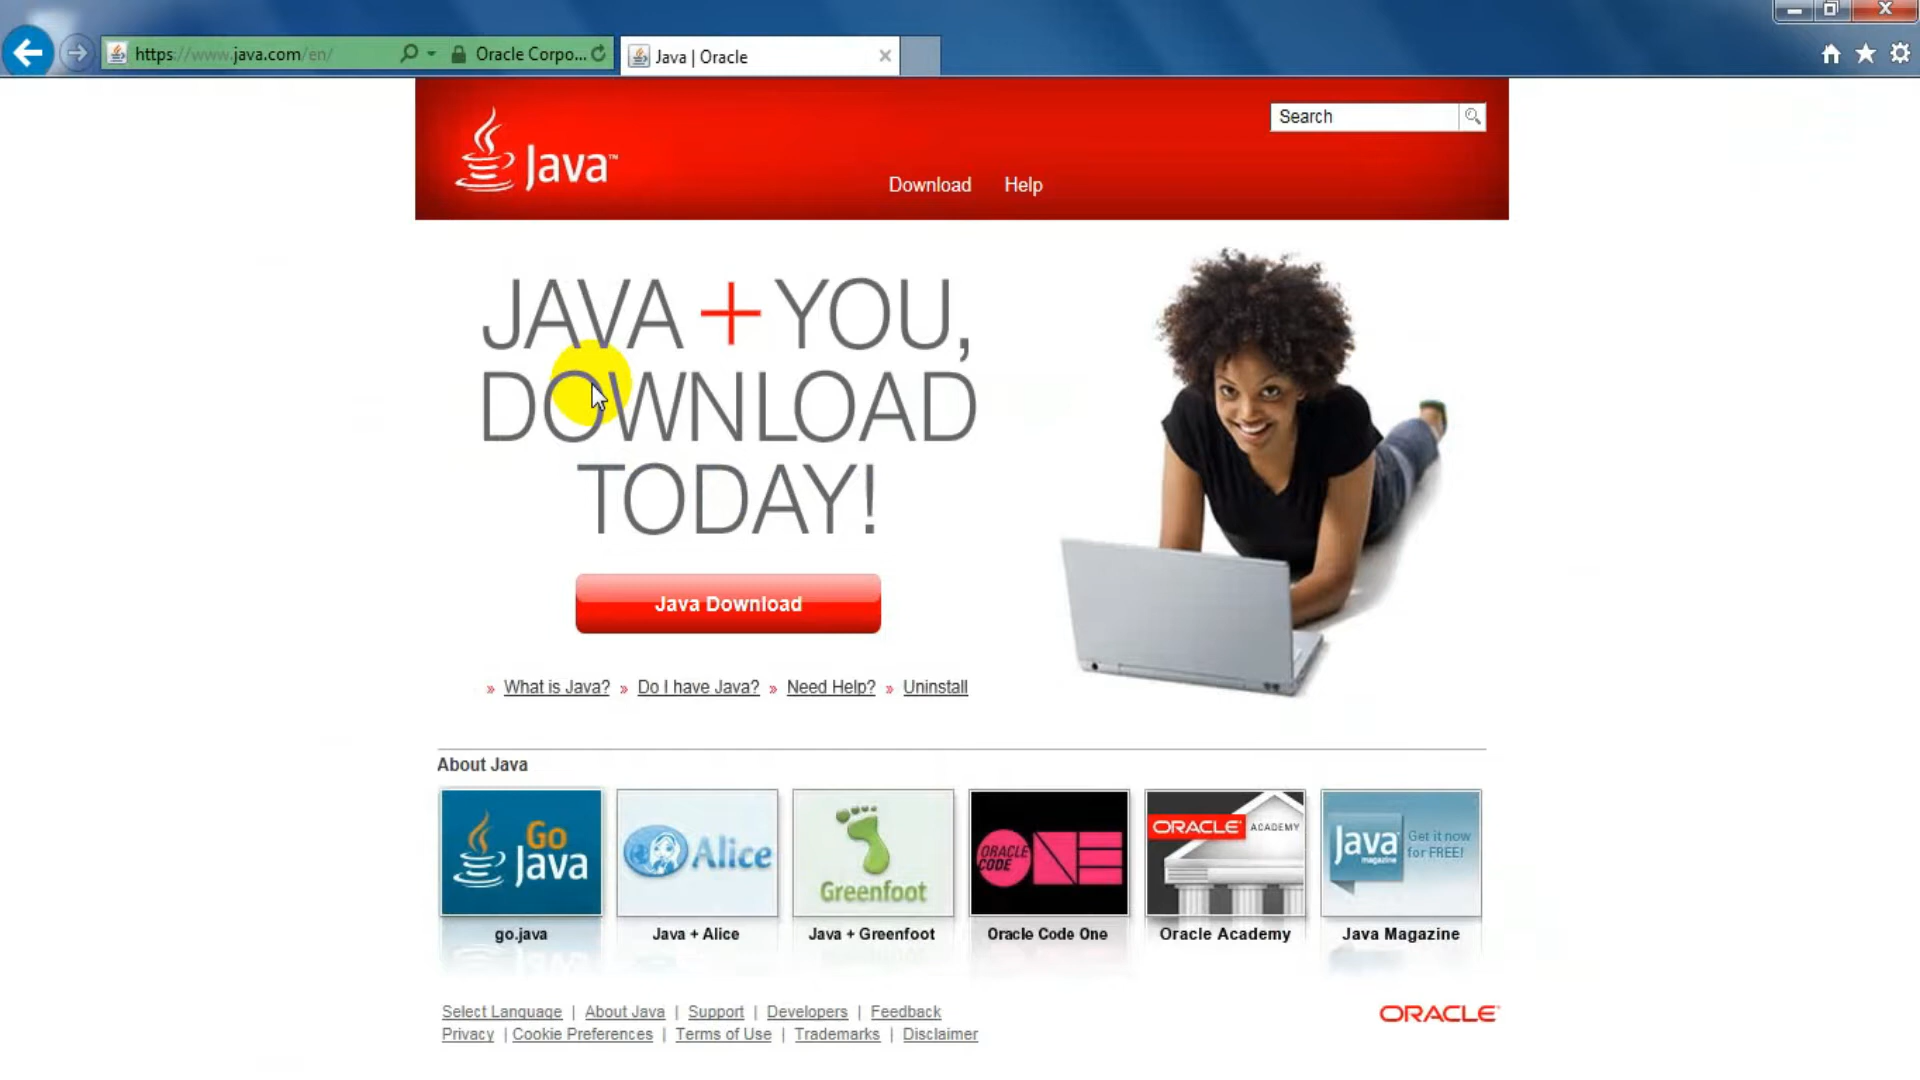 https://www.java.com/en/
Oracle Corpo...
Java | Oracle
Java™
Search
Download Help
JAVA + YOU,
DOWNLOAD
TODAY!
Java Download
» What is Java? » Do I have Java? » Need Help? » Uninstall
About Java
Go Java
Alice
Greenfoot
ORACLE CODE ONE
ORACLE ACADEMY
Java magazine Get it now for FREE!
go.java
Java + Alice
Java + Greenfoot
Oracle Code One
Oracle Academy
Java Magazine
Select Language | About Java | Support | Developers | Feedback
Privacy | Cookie Preferences | Terms of Use | Trademarks | Disclaimer
ORACLE